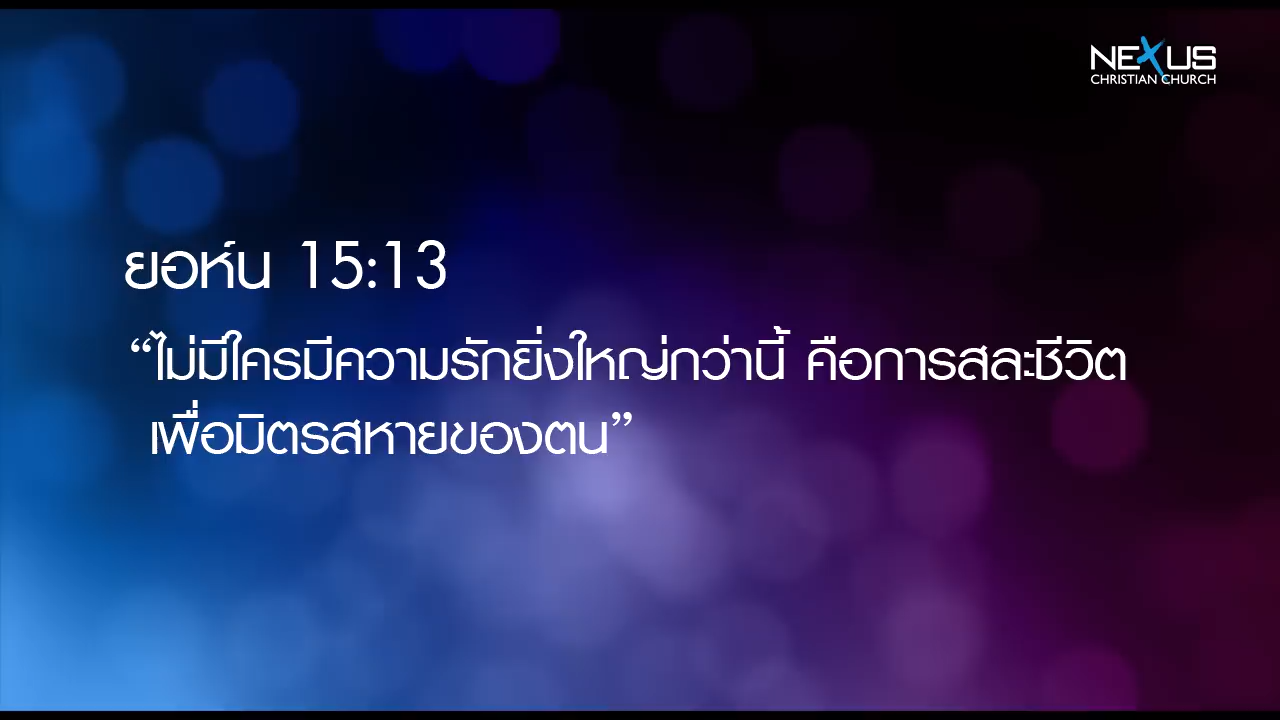 NEXUS
CHRISTIAN CHURCH
ยอห์น 15:13
“ไม่มีใครมีความรักยิ่งใหญ่กว่านี้ คือการสละชีวิต
เพื่อมิตรสหายของตน”